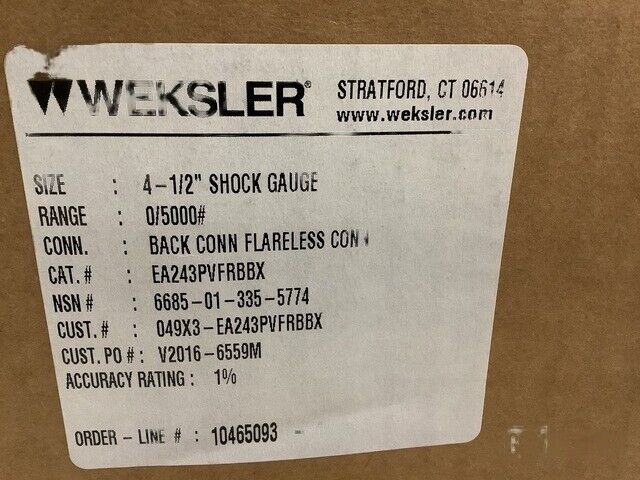 WEKSLER® STRATFORD, CT 06614
www.weksler.com
SIZE : 4-1/2" SHOCK GAUGE
RANGE : 0/5000#
CONN. : BACK CONN FLARELESS CON
CAT. # : EA243PVFRBBX
NSN # : 6685-01-335-5774
CUST. # : 049X3-EA243PVFRBBX
CUST. PO # : V2016-6559M
ACCURACY RATING : 1%
ORDER - LINE # : 10465093 -